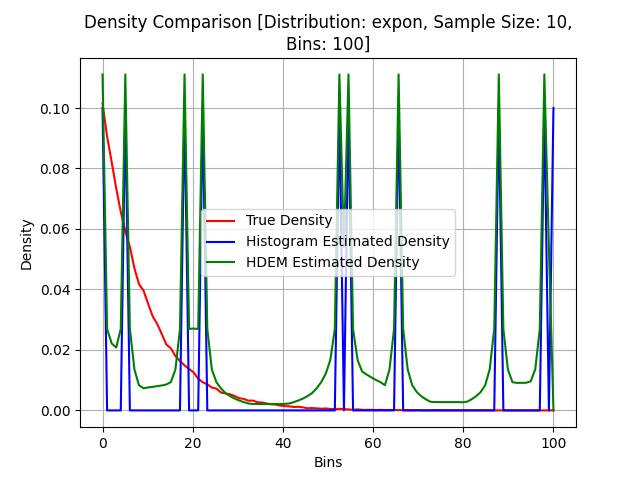 Density Comparison [Distribution: expon, Sample Size: 10,
Bins: 100]
Density
0.10
0.08
0.06
0.04
0.02
0.00
True Density
Histogram Estimated Density
HDEM Estimated Density
0 20 40 60 80 100
Bins